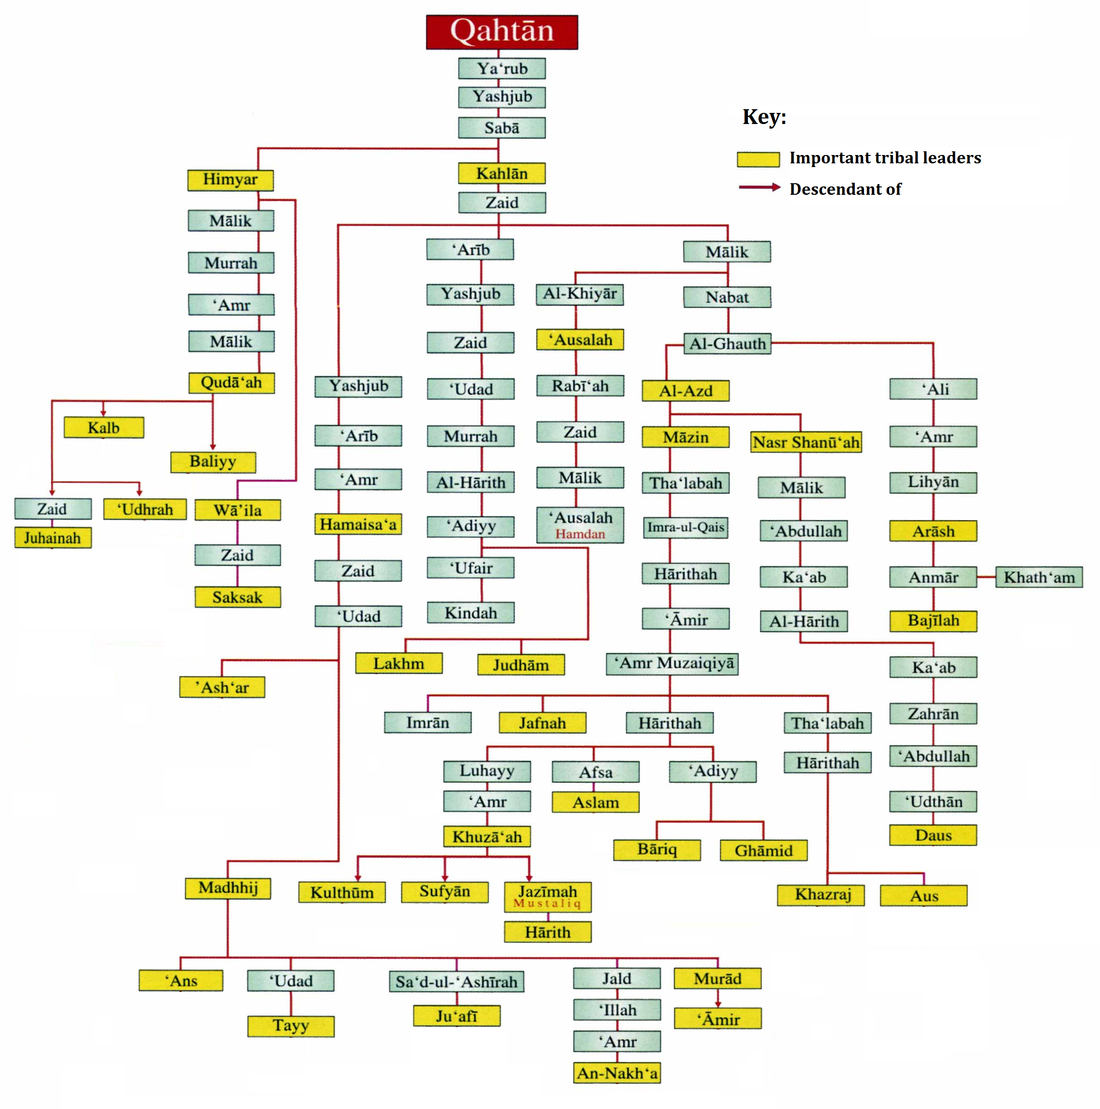 Qahtān
Ya‘rub
Yashjub
Sabā
Key:
Important tribal leaders
Descendant of
Himyar
Kahlān
Zaid
Mālik
Murrah
‘Amr
Mālik
Qudā‘ah
Kalb
Baliyy
Zaid
Juhainah
‘Udhrah
Wā’ila
Zaid
Saksak
Yashjub
‘Arīb
‘Amr
Hamaisa‘a
Zaid
‘Udad
’Ash‘ar
‘Arīb
Yashjub
Zaid
‘Udad
Murrah
Al-Hārith
‘Adiyy
‘Ufair
Kindah
Lakhm
Judhām
Mālik
Al-Khiyār
‘Ausalah
Rabī‘ah
Zaid
Mālik
‘Ausalah
Hamdan
Nabat
Al-Ghauth
Al-Azd
Māzin
Tha‘labah
Imra-ul-Qais
Hārithah
‘Āmir
‘Amr Muzaiqiyā
Nasr Shanū‘ah
Mālik
‘Abdullah
Ka‘ab
Al-Hārith
‘Ali
‘Amr
Lihyān
Arāsh
Anmār
Khath‘am
Bajīlah
Ka‘ab
Zahrān
‘Abdullah
‘Udthān
Daus
Imrān
Jafnah
Hārithah
Tha‘labah
Hārithah
Luhayy
‘Amr
Khuzā‘ah
Afsa
Aslam
‘Adiyy
Bāriq
Ghāmid
Kulthūm
Sufyān
Jazīmah
Mustaliq
Hārith
Khazraj
Aus
Madhhij
‘Ans
‘Udad
Tayy
Sa‘d-ul-‘Ashīrah
Ju‘afī
Jald
‘Illah
‘Amr
An-Nakh‘a
Murād
‘Āmir